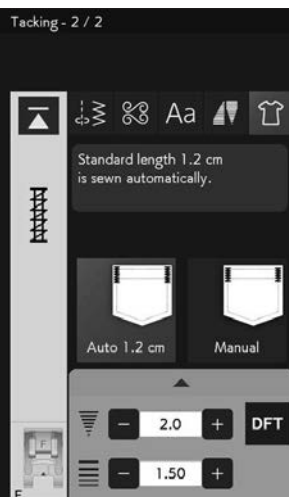 Tacking - 2 / 2
Aa
Standard length 1.2 cm
is sewn automatically.
Auto 1.2 cm
Manual
2.0
DFT
1.50
F
F